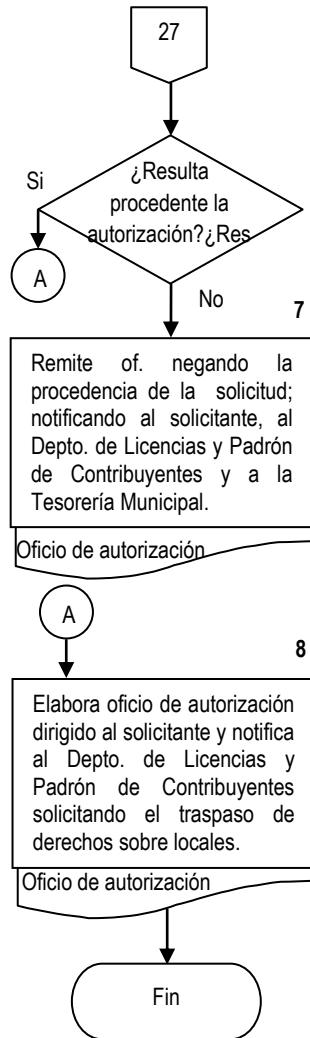 27
¿Resulta
Si
procedente la
autorización?¿Res
A
No
7
Remite of. negando la
procedencia de la solicitud;
notificando al solicitante, al
Depto. de Licencias y Padrón
de Contribuyentes y a la
Tesorería Municipal.
Oficio de autorización
A
8
Elabora oficio de autorización
dirigido al solicitante y notifica
al Depto. de Licencias y
Padrón de Contribuyentes
solicitando el traspaso de
derechos sobre locales.
Oficio de autorización
Fin